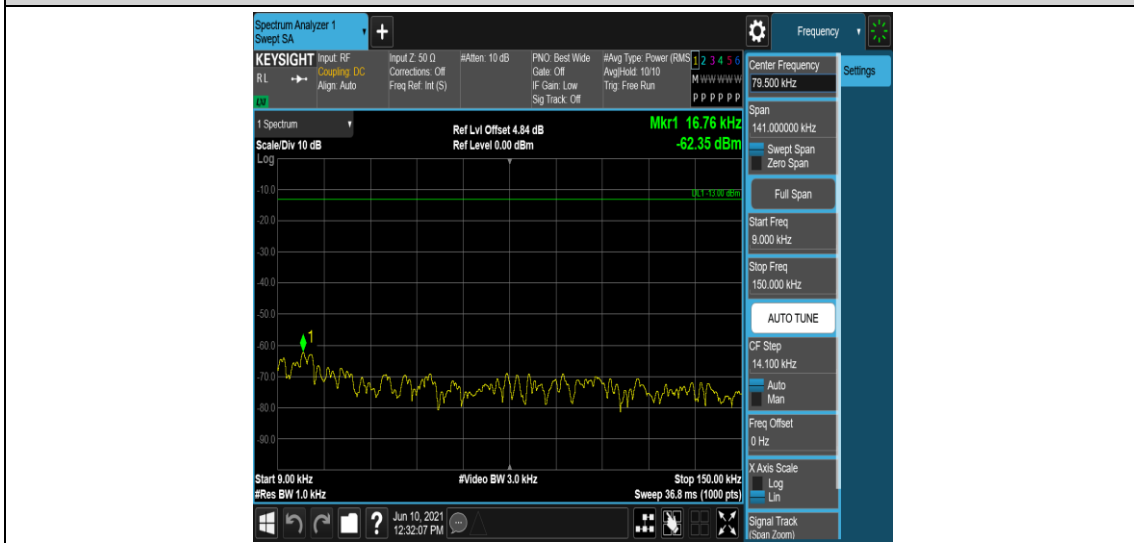 Spectrum Analyzer 1
Swept SA
+
Frequency
KEYSIGHT
RL
LXI
Input: RF
Coupling: DC
Align: Auto
Input Z: 50 Ω
Corrections: Off
Freq Ref: Int (S)
#Atten: 10 dB
PNO: Best Wide
Gate: Off
IF Gain: Low
Sig Track: Off
#Avg Type: Power (RMS
Avg|Hold: 10/10
Trig: Free Run
1 2 3 4 5 6
M W W W W W
P P P P P P
1 Spectrum
Scale/Div 10 dB
Log
Ref Lvl Offset 4.84 dB
Ref Level 0.00 dBm
Mkr1 16.76 kHz
-62.35 dBm
DL1 -13.00 dBm
-10.0
-20.0
-30.0
-40.0
-50.0
-60.0
-70.0
-80.0
-90.0
1
Start 9.00 kHz
#Res BW 1.0 kHz
#Video BW 3.0 kHz
Stop 150.00 kHz
Sweep 36.8 ms (1000 pts)
?
Jun 10, 2021
12:32:07 PM
Center Frequency
79.500 kHz
Settings
Span
141.000000 kHz
Swept Span
Zero Span
Full Span
Start Freq
9.000 kHz
Stop Freq
150.000 kHz
AUTO TUNE
CF Step
14.100 kHz
Auto
Man
Freq Offset
0 Hz
X Axis Scale
Log
Lin
Signal Track
(Span Zoom)